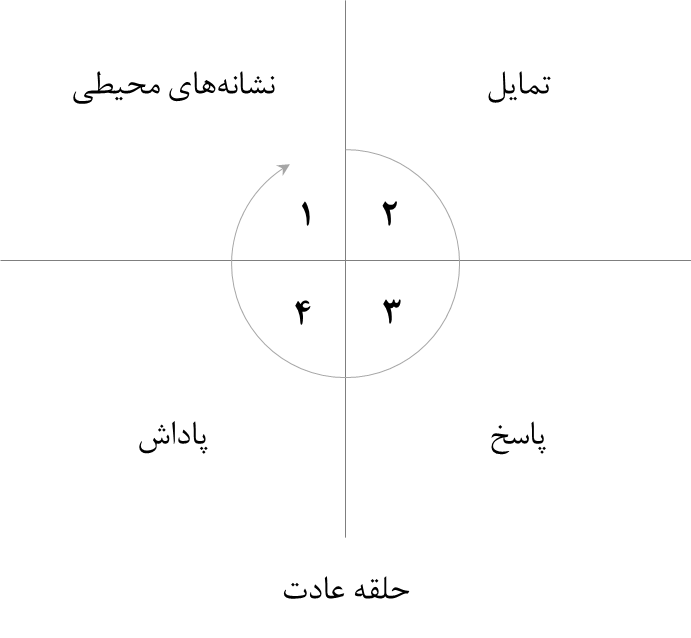 نشانه‌های محیطی
تمایل
۱
۲
۴
۳
پاداش
پاسخ
حلقه عادت